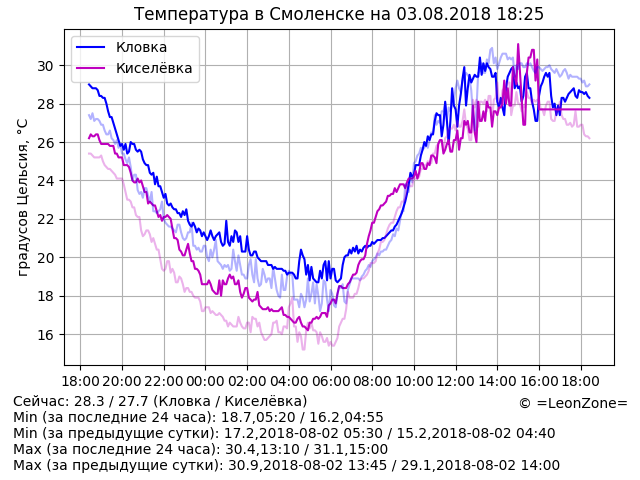 Температура в Смоленске на 03.08.2018 18:25
Кловка
Киселёвка
градусов Цельсия, °C
30
28
26
24
22
20
18
16
18:00 20:00 22:00 00:00 02:00 04:00 06:00 08:00 10:00 12:00 14:00 16:00 18:00
Сейчас: 28.3 / 27.7 (Кловка / Киселёвка)
© =LeonZone=
Min (за последние 24 часа): 18.7,05:20 / 16.2,04:55
Min (за предыдущие сутки): 17.2,2018-08-02 05:30 / 15.2,2018-08-02 04:40
Max (за последние 24 часа): 30.4,13:10 / 31.1,15:00
Max (за предыдущие сутки): 30.9,2018-08-02 13:45 / 29.1,2018-08-02 14:00